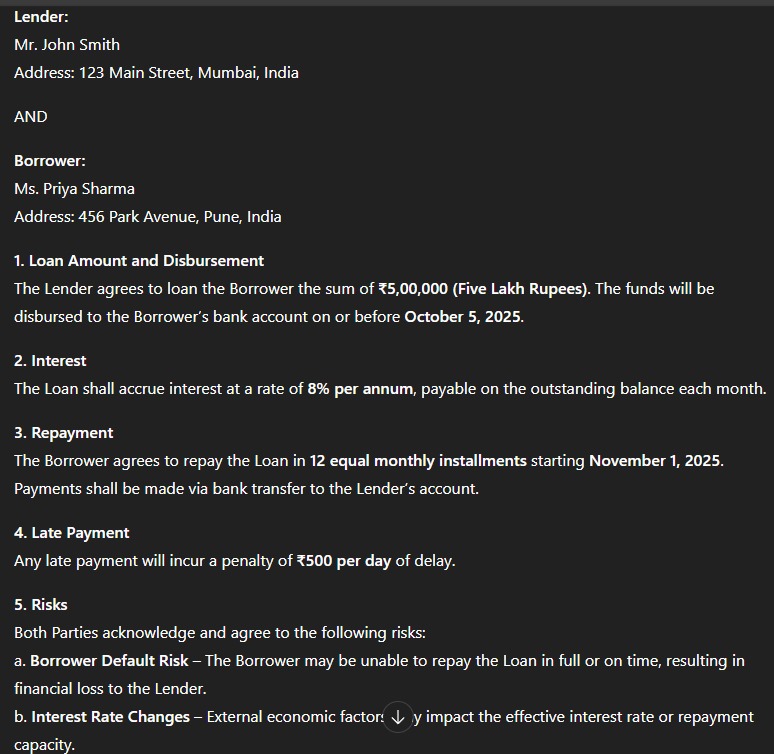 Lender:
Mr. John Smith
Address: 123 Main Street, Mumbai, India
AND
Borrower:
Ms. Priya Sharma
Address: 456 Park Avenue, Pune, India
1. Loan Amount and Disbursement
The Lender agrees to loan the Borrower the sum of ₹5,00,000 (Five Lakh Rupees). The funds will be
disbursed to the Borrower’s bank account on or before October 5, 2025.
2. Interest
The Loan shall accrue interest at a rate of 8% per annum, payable on the outstanding balance each month.
3. Repayment
The Borrower agrees to repay the Loan in 12 equal monthly installments starting November 1, 2025.
Payments shall be made via bank transfer to the Lender’s account.
4. Late Payment
Any late payment will incur a penalty of ₹500 per day of delay.
5. Risks
Both Parties acknowledge and agree to the following risks:
a. Borrower Default Risk – The Borrower may be unable to repay the Loan in full or on time, resulting in
financial loss to the Lender.
b. Interest Rate Changes – External economic factors impact the effective interest rate or repayment
capacity.